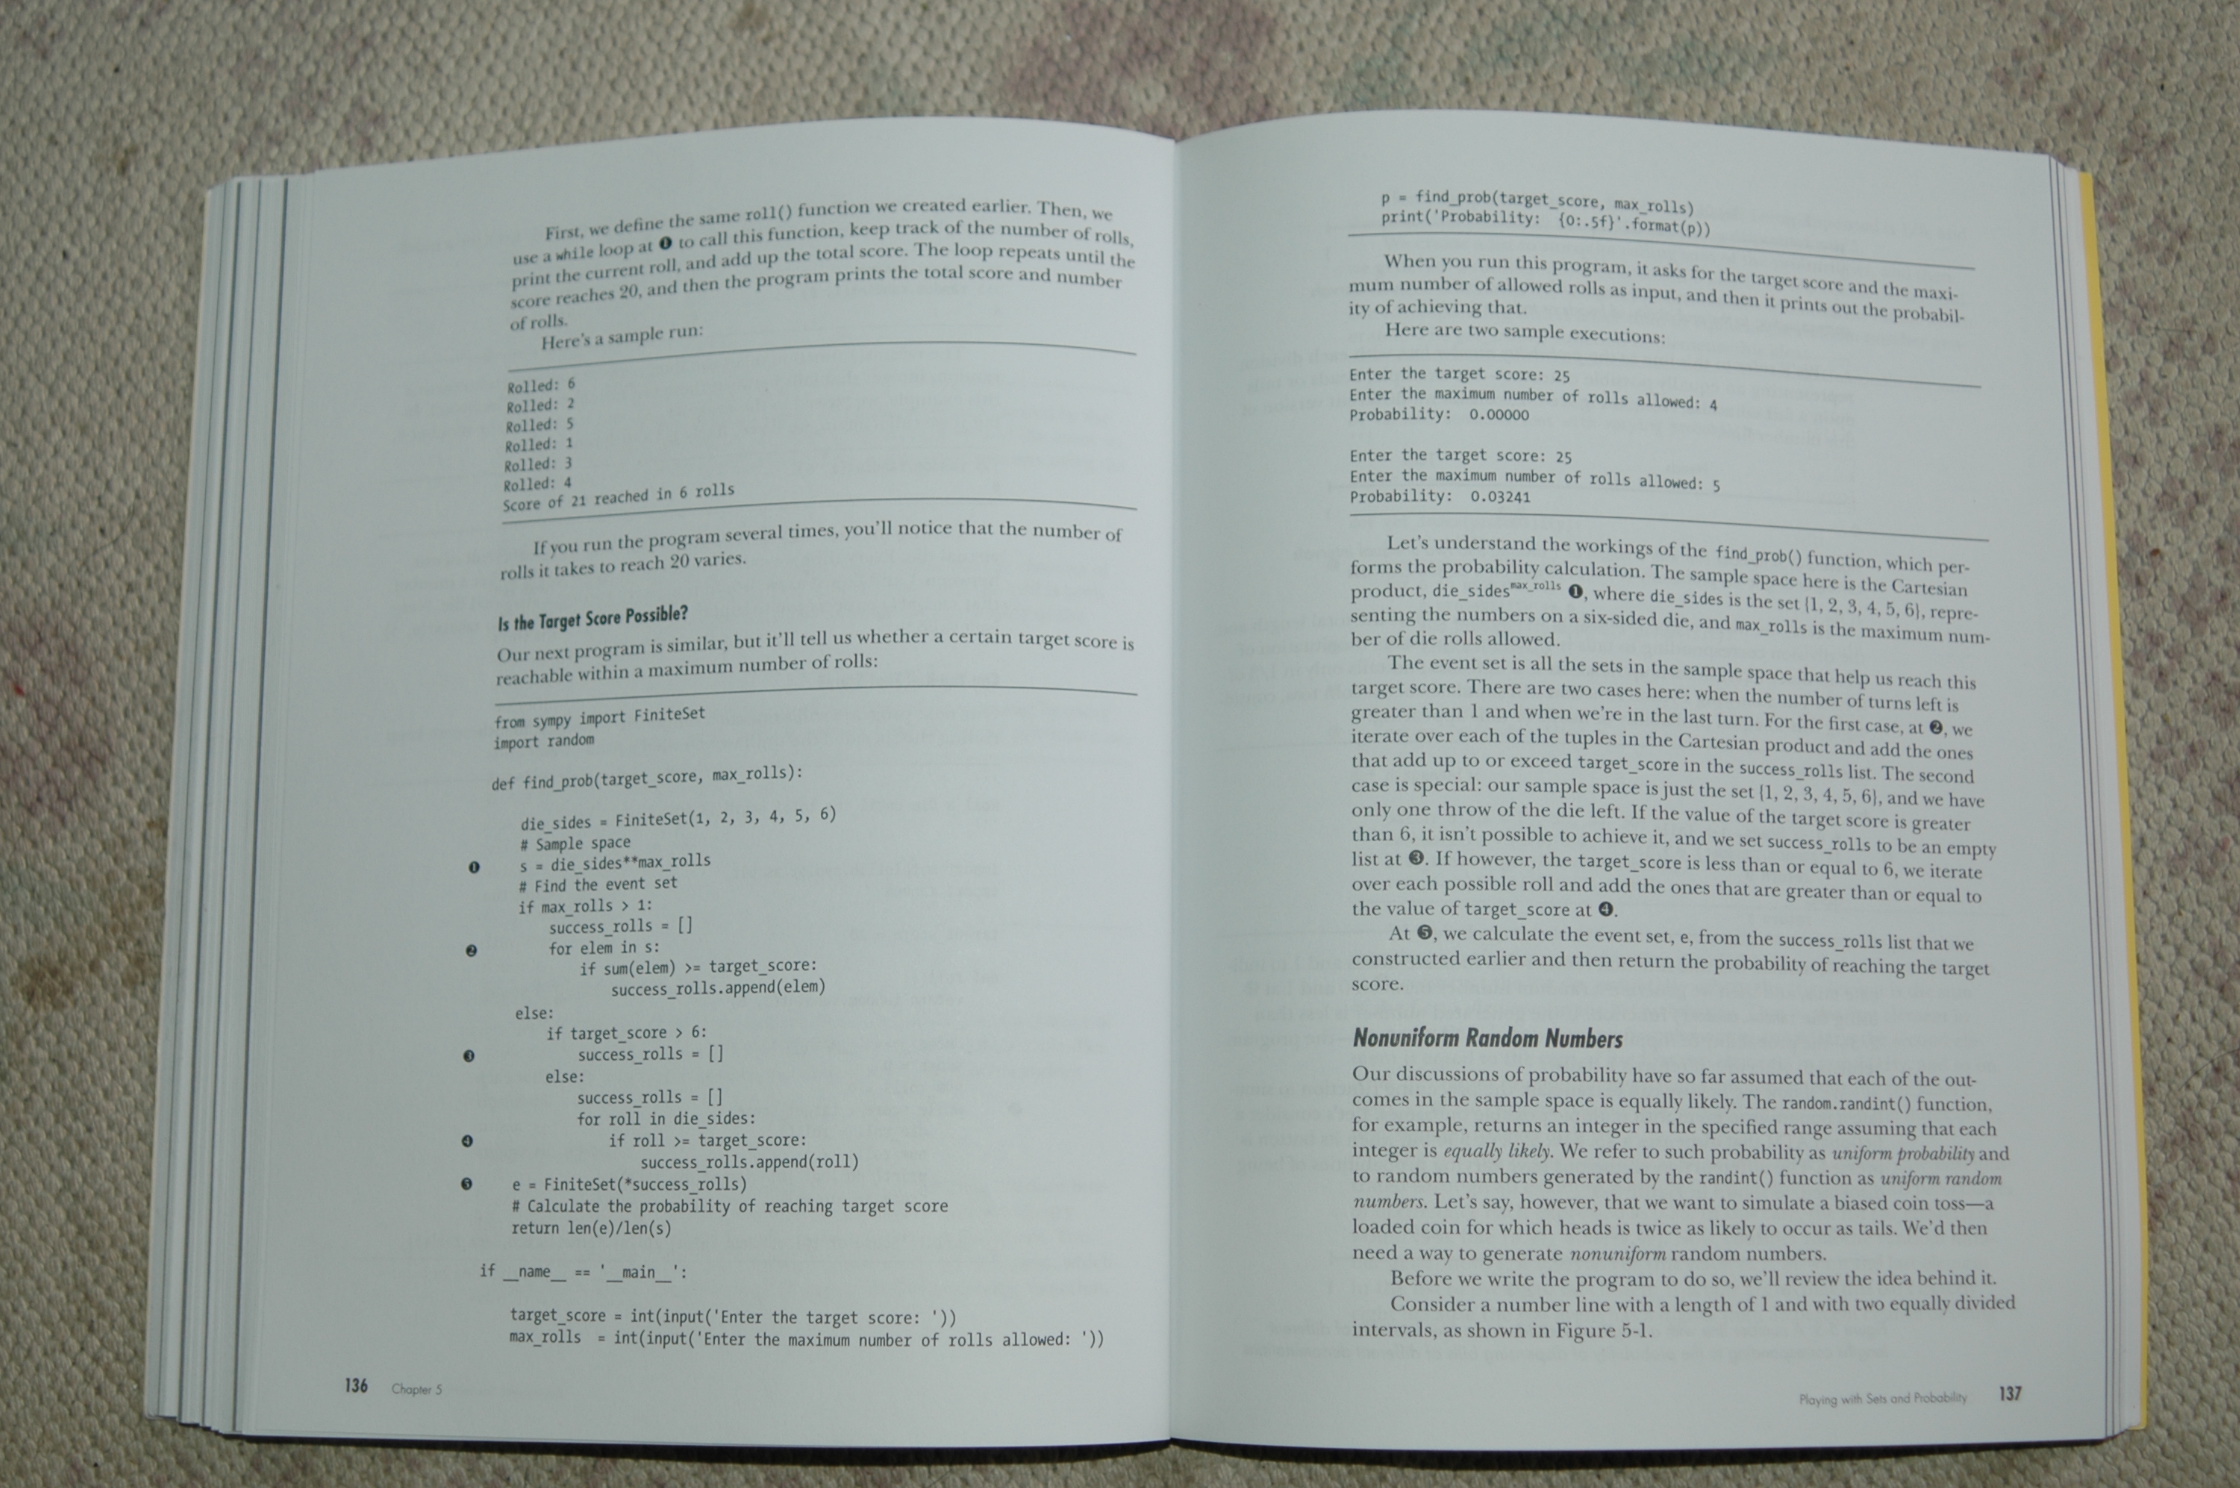 First, we define the same roll() function we created earlier. Then, we
use a while loop at ❶ to call this function, keep track of the number of rolls,
print the current roll, and add up the total score. The loop repeats until the
score reaches 20, and then the program prints the total score and number
of rolls.
Here's a sample run:
Rolled: 6
Rolled: 2
Rolled: 5
Rolled: 1
Rolled: 3
Rolled: 4
Score of 21 reached in 6 rolls
If you run the program several times, you'll notice that the number of
rolls it takes to reach 20 varies.
Is the Target Score Possible?
Our next program is similar, but it'll tell us whether a certain target score is
reachable within a maximum number of rolls:
from sympy import FiniteSet
import random
def find_prob(target_score, max_rolls):
die_sides = FiniteSet(1, 2, 3, 4, 5, 6)
# Sample space
❶ s = die_sides**max_rolls
# Find the event set
if max_rolls > 1:
success_rolls = []
❷ for elem in s:
if sum(elem) >= target_score:
success_rolls.append(elem)
else:
if target_score > 6:
❸ success_rolls = []
else:
success_rolls = []
for roll in die_sides:
❹ if roll >= target_score:
success_rolls.append(roll)
❺ e = FiniteSet(*success_rolls)
# Calculate the probability of reaching target score
return len(e)/len(s)
if __name__ == '__main__':
target_score = int(input('Enter the target score: '))
max_rolls = int(input('Enter the maximum number of rolls allowed: '))
136 Chapter 5
p = find_prob(target_score, max_rolls)
print('Probability: {0:.5f}'.format(p))
When you run this program, it asks for the target score and the maxi-
mum number of allowed rolls as input, and then it prints out the probabil-
ity of achieving that.
Here are two sample executions:
Enter the target score: 25
Enter the maximum number of rolls allowed: 4
Probability: 0.00000
Enter the target score: 25
Enter the maximum number of rolls allowed: 5
Probability: 0.03241
Let's understand the workings of the find_prob() function, which per-
forms the probability calculation. The sample space here is the Cartesian
product, die_sides^max_rolls ❶, where die_sides is the set {1, 2, 3, 4, 5, 6}, repre-
senting the numbers on a six-sided die, and max_rolls is the maximum num-
ber of die rolls allowed.
The event set is all the sets in the sample space that help us reach this
target score. There are two cases here: when the number of turns left is
greater than 1 and when we're in the last turn. For the first case, at ❷, we
iterate over each of the tuples in the Cartesian product and add the ones
that add up to or exceed target_score in the success_rolls list. The second
case is special: our sample space is just the set {1, 2, 3, 4, 5, 6}, and we have
only one throw of the die left. If the value of the target score is greater
than 6, it isn't possible to achieve it, and we set success_rolls to be an empty
list at ❸. If however, the target_score is less than or equal to 6, we iterate
over each possible roll and add the ones that are greater than or equal to
the value of target_score at ❹.
At ❺, we calculate the event set, e, from the success_rolls list that we
constructed earlier and then return the probability of reaching the target
score.
Nonuniform Random Numbers
Our discussions of probability have so far assumed that each of the out-
comes in the sample space is equally likely. The random.randint() function,
for example, returns an integer in the specified range assuming that each
integer is equally likely. We refer to such probability as uniform probability and
to random numbers generated by the randint() function as uniform random
numbers. Let's say, however, that we want to simulate a biased coin toss—a
loaded coin for which heads is twice as likely to occur as tails. We'd then
need a way to generate nonuniform random numbers.
Before we write the program to do so, we'll review the idea behind it.
Consider a number line with a length of 1 and with two equally divided
intervals, as shown in Figure 5-1.
Playing with Sets and Probability 137